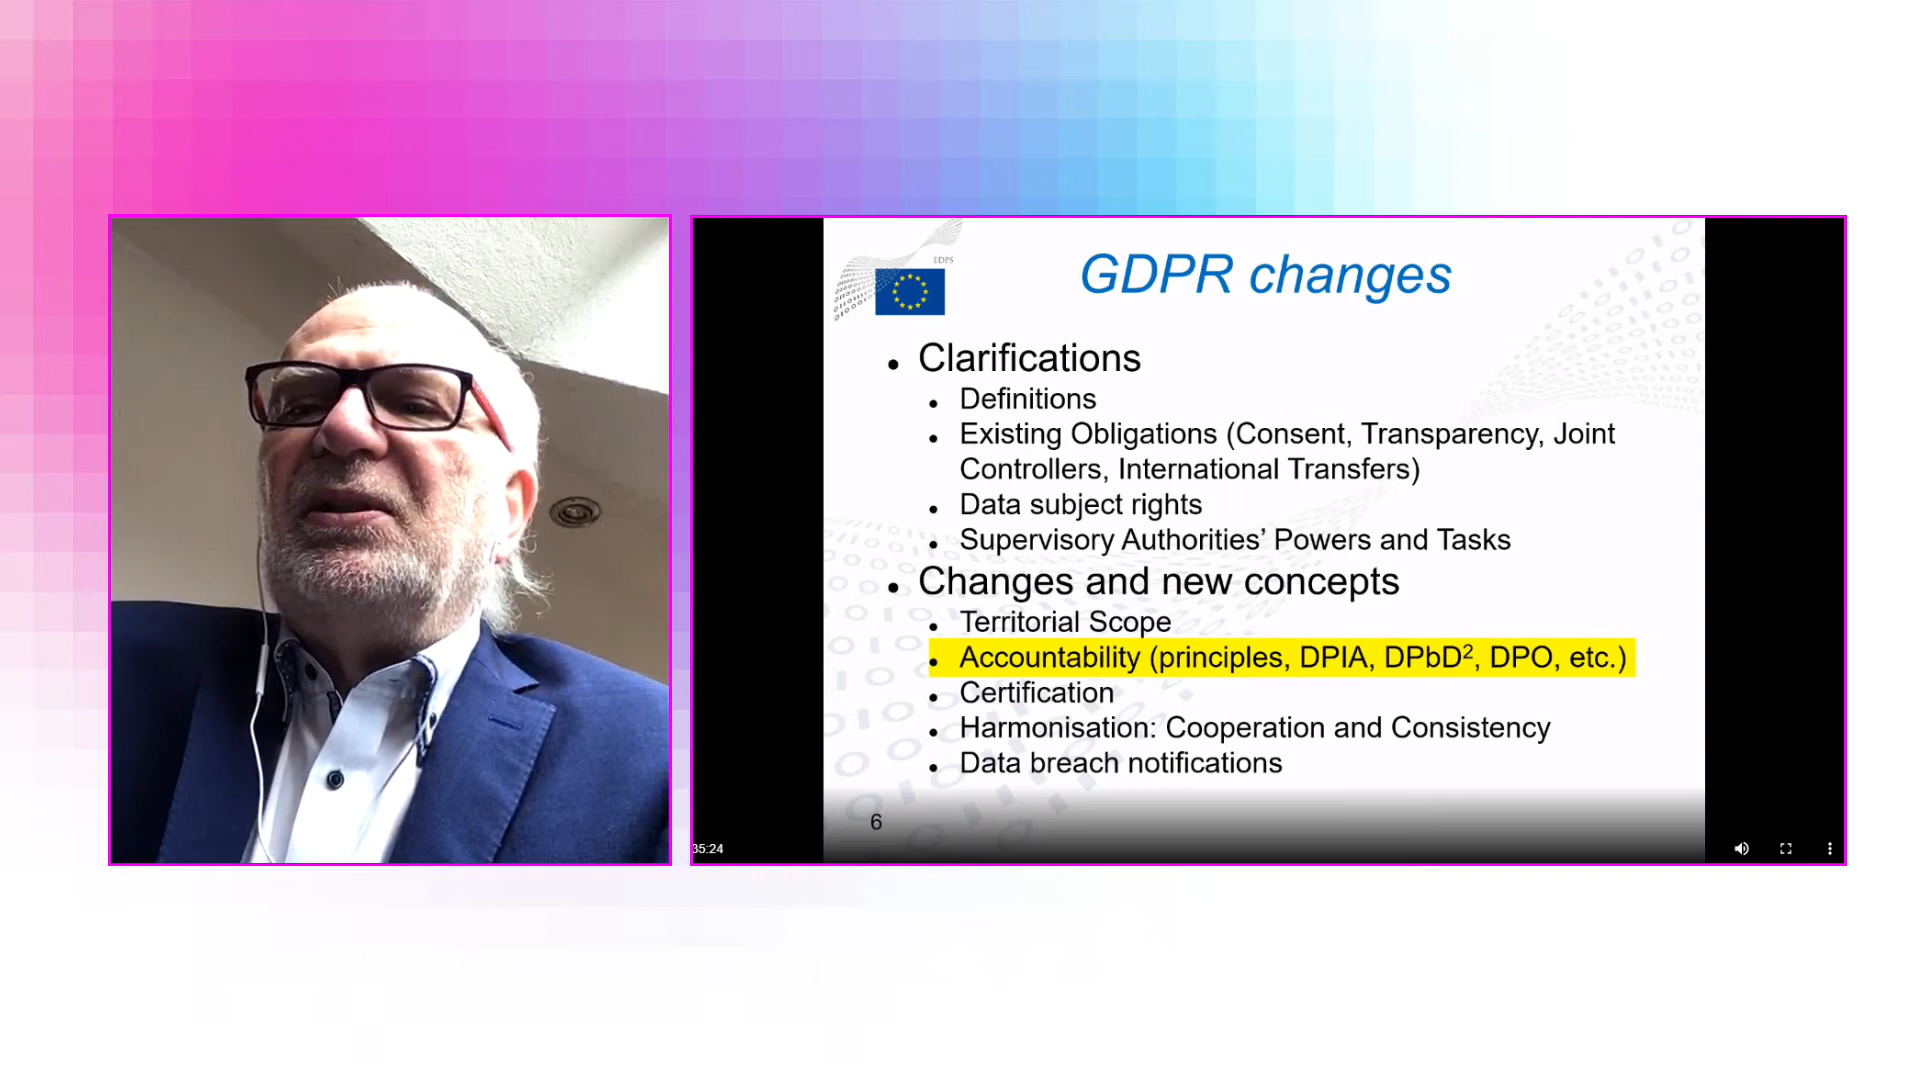 EDPS
GDPR changes
• Clarifications
• Definitions
• Existing Obligations (Consent, Transparency, Joint
Controllers, International Transfers)
• Data subject rights
• Supervisory Authorities’ Powers and Tasks
• Changes and new concepts
• Territorial Scope
• Accountability (principles, DPIA, DPbD², DPO, etc.)
• Certification
• Harmonisation: Cooperation and Consistency
• Data breach notifications
6
35:24